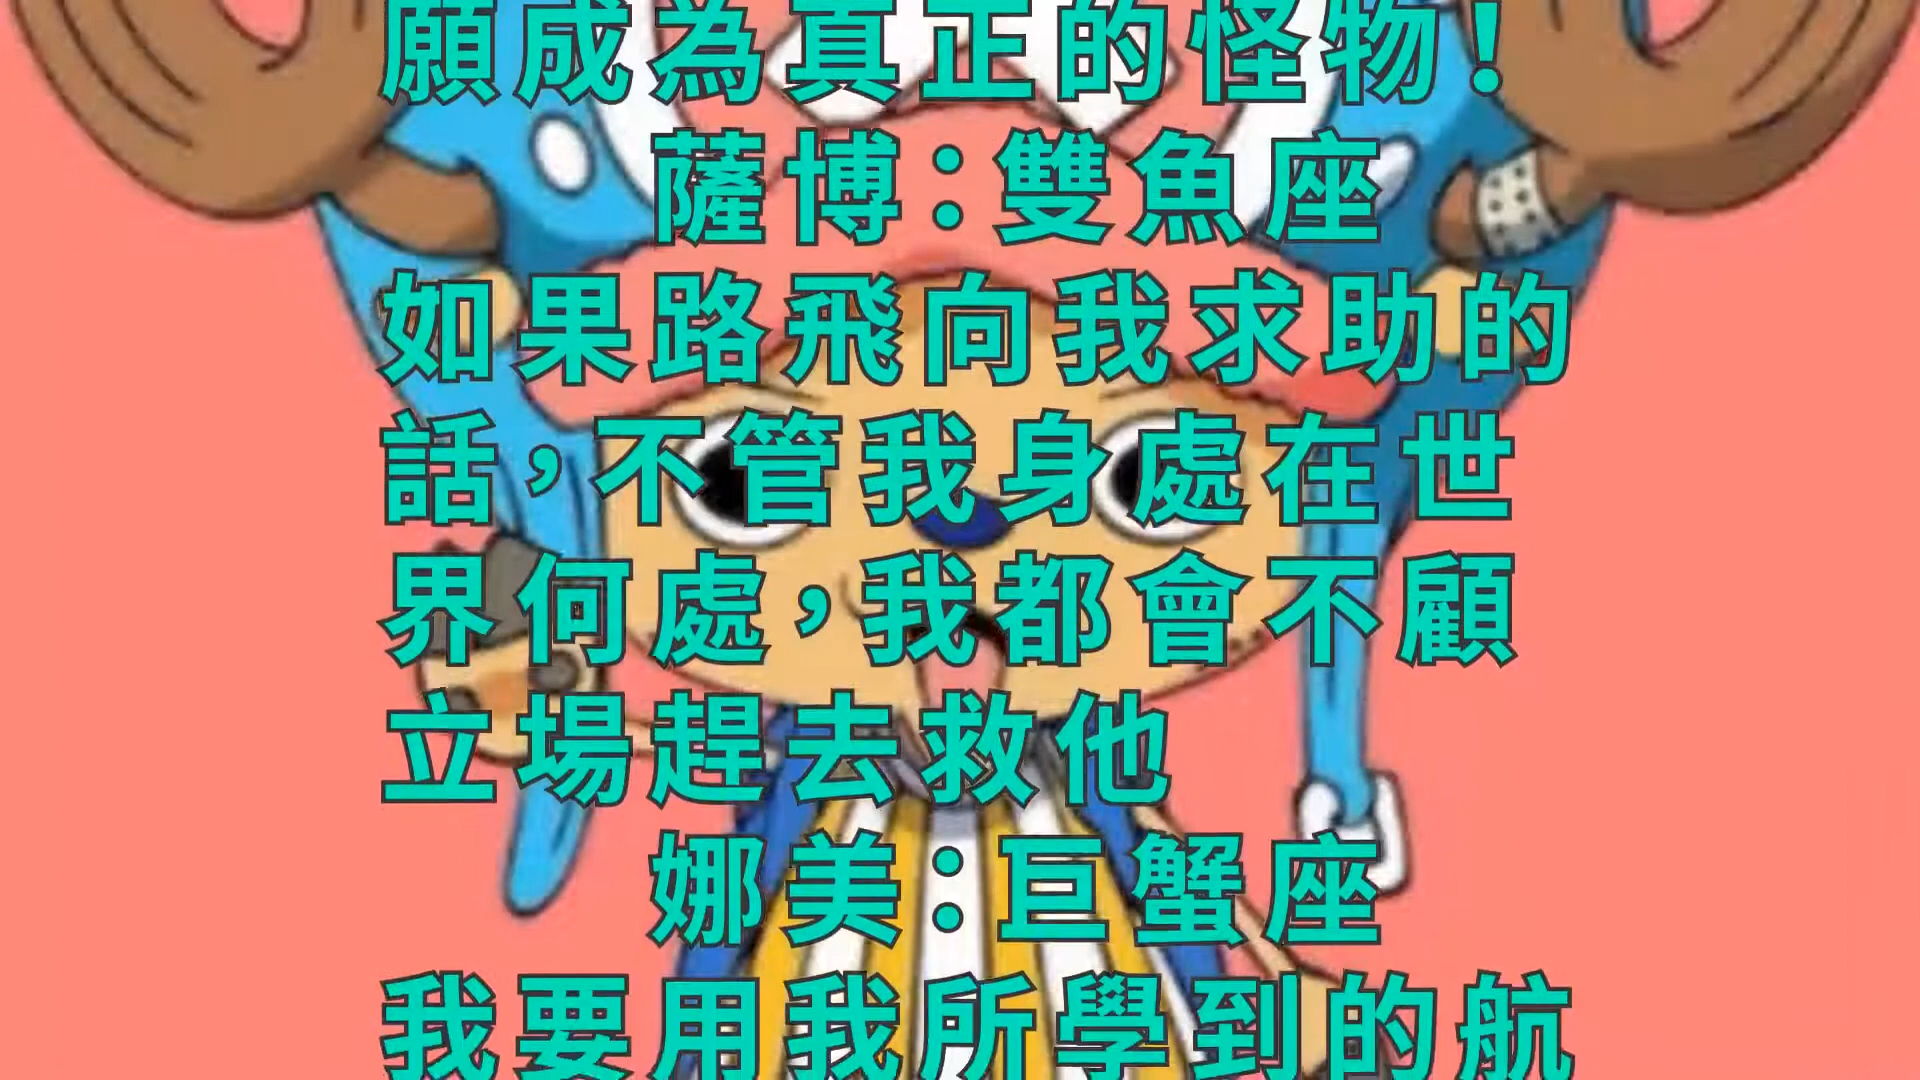 願成為真正的怪物！
薩博：雙魚座
如果路飛向我求助的
話，不管我身處在世
界何處，我都會不顧
立場趕去救他
娜美：巨蟹座
我要用我所學到的航